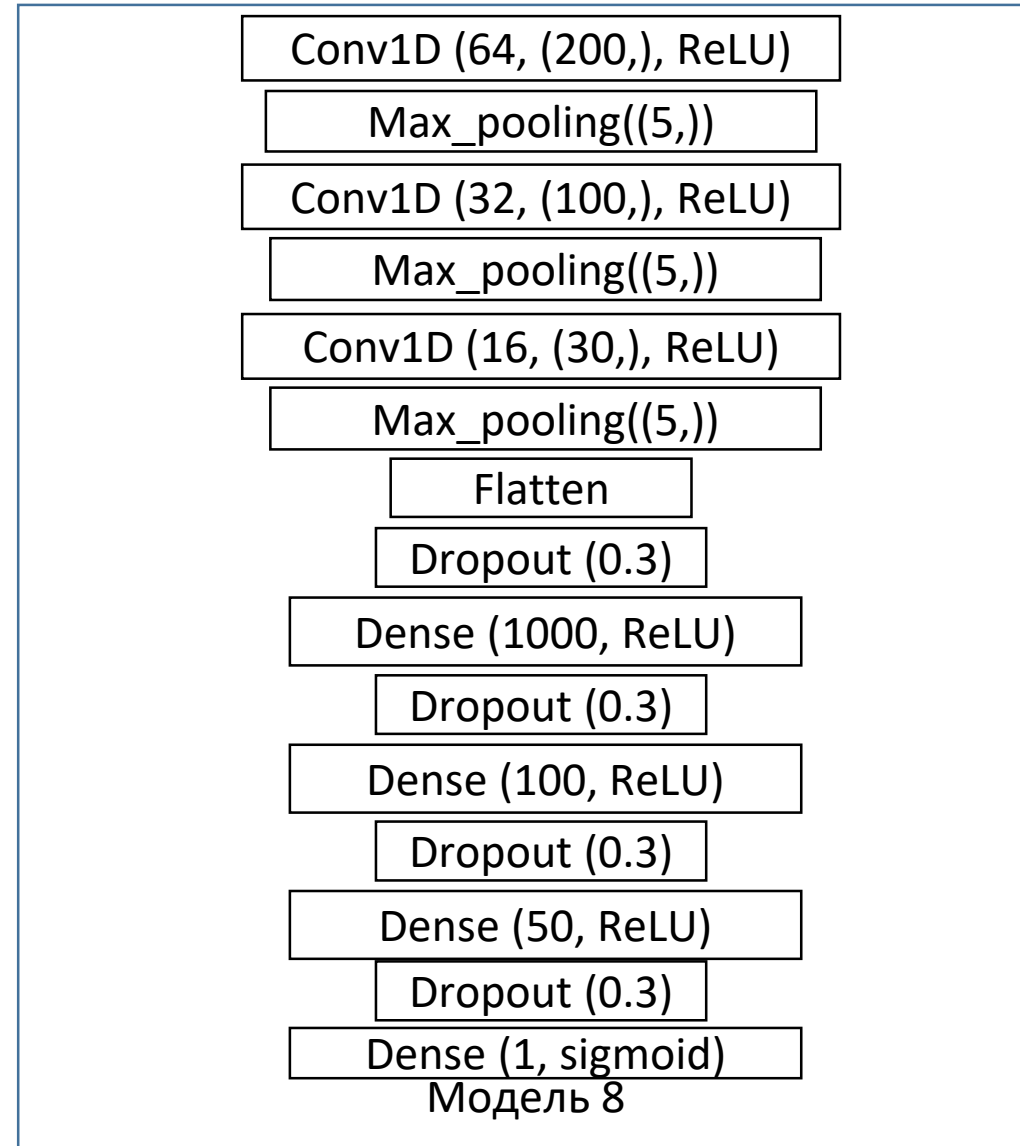 Conv1D (64, (200,), ReLU)
Max_pooling((5,))
Conv1D (32, (100,), ReLU)
Max_pooling((5,))
Conv1D (16, (30,), ReLU)
Max_pooling((5,))
Flatten
Dropout (0.3)
Dense (1000, ReLU)
Dropout (0.3)
Dense (100, ReLU)
Dropout (0.3)
Dense (50, ReLU)
Dropout (0.3)
Dense (1, sigmoid)
Модель 8